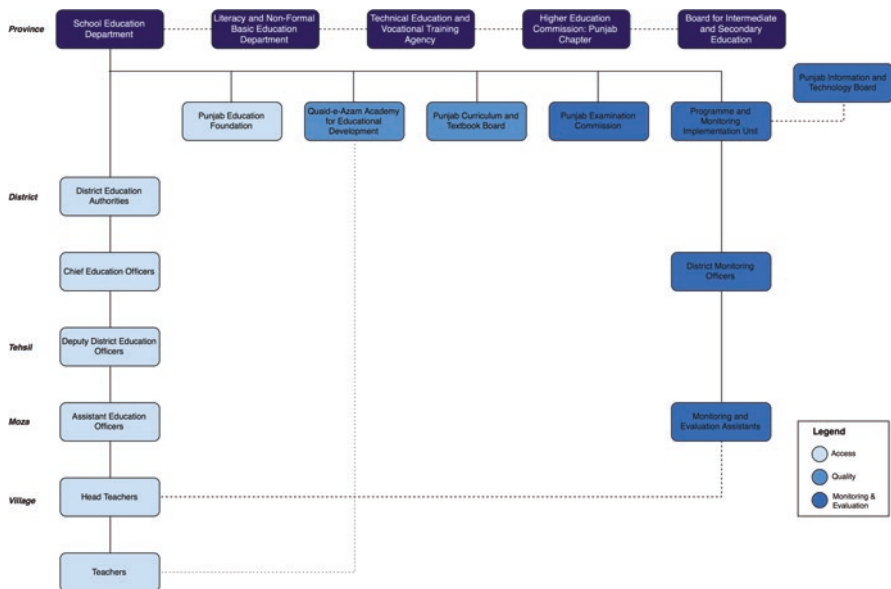 Province
School Education
Department
Literacy and Non-Formal
Basic Education
Department
Technical Education and
Vocational Training
Agency
Higher Education
Commission: Punjab
Chapter
Board for Intermediate
and Secondary
Education
Punjab Information
and Technology Board
Punjab Education
Foundation
Quaid-e-Azam Academy
for Educational
Development
Punjab Curriculum and
Textbook Board
Punjab Examination
Commission
Programme and
Monitoring
Implementation Unit
District
District Education
Authorities
Chief Education Officers
District Monitoring
Officers
Tehsil
Deputy District Education
Officers
Moza
Assistant Education
Officers
Monitoring and
Evaluation Assistants
Village
Head Teachers
Teachers
Legend
Access
Quality
Monitoring &
Evaluation